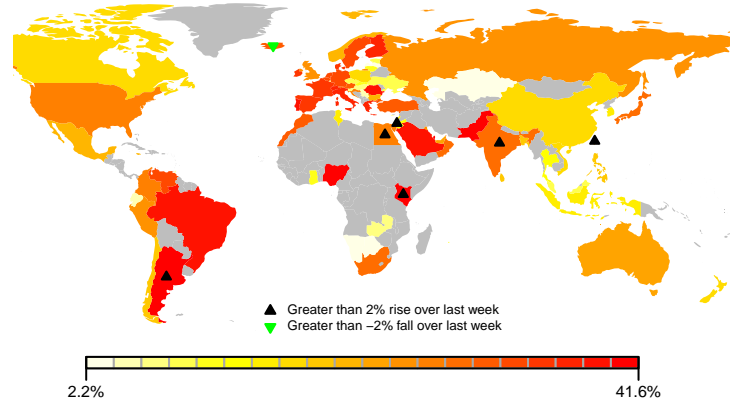 Greater than 2% rise over last week
Greater than −2% fall over last week
2.2%
41.6%